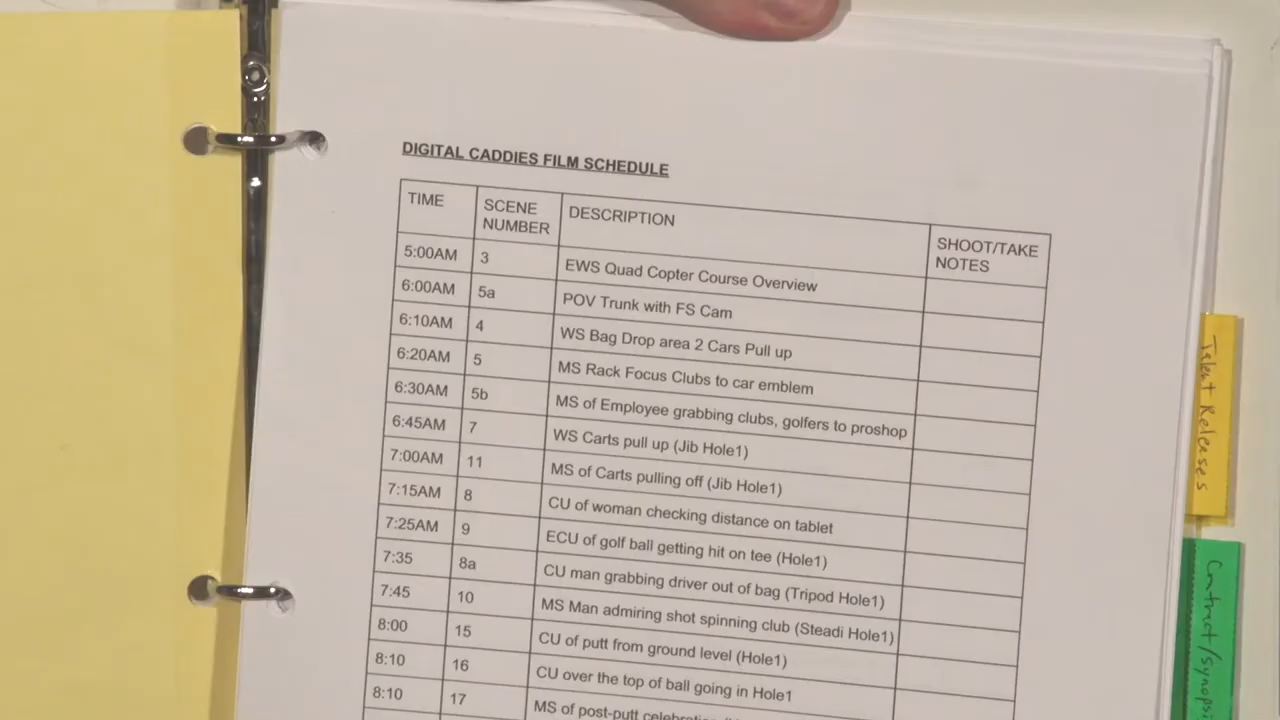 DIGITAL CADDIES FILM SCHEDULE
TIME SCENE NUMBER DESCRIPTION SHOOT/TAKE NOTES
5:00AM 3 EWS Quad Copter Course Overview
6:00AM 5a POV Trunk with FS Cam
6:10AM 4 WS Bag Drop area 2 Cars Pull up
6:20AM 5 MS Rack Focus Clubs to car emblem
6:30AM 5b MS of Employee grabbing clubs, golfers to proshop
6:45AM 7 WS Carts pull up (Jib Hole1)
7:00AM 11 MS of Carts pulling off (Jib Hole1)
7:15AM 8 CU of woman checking distance on tablet
7:25AM 9 ECU of golf ball getting hit on tee (Hole1)
7:35 8a CU man grabbing driver out of bag (Tripod Hole1)
7:45 10 MS Man admiring shot spinning club (Steadi Hole1)
8:00 15 CU of putt from ground level (Hole1)
8:10 16 CU over the top of ball going in Hole1
8:10 17 MS of post-putt
Talent Releases
Contract/Synopsi